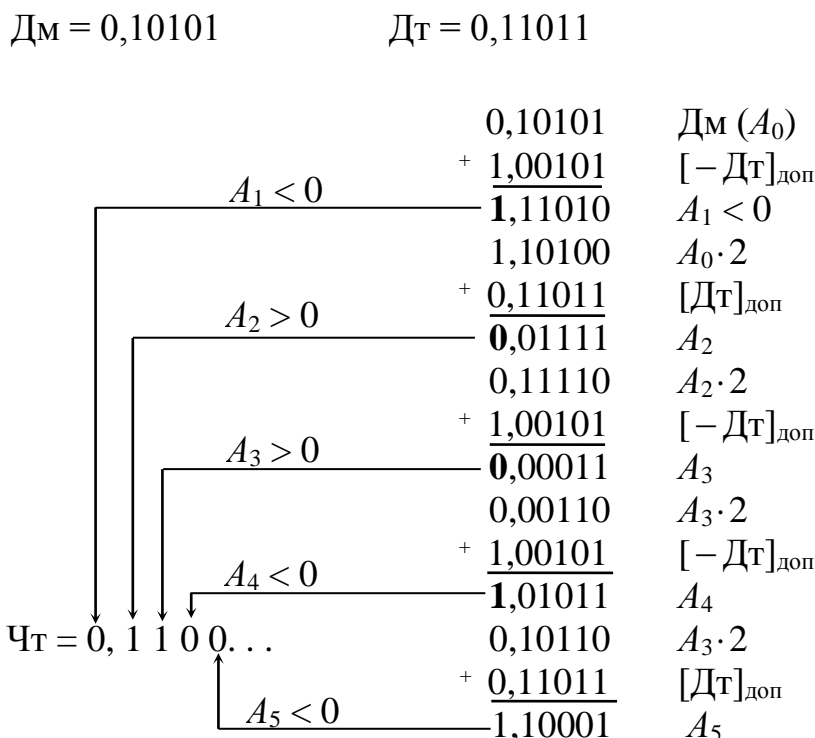 Дм = 0,10101 Дт = 0,11011
0,10101 Дм (A₀)
+ 1,00101 [ – Дт]доп
A₁ < 0 1,11010 A₁ < 0
1,10100 A₀·2
+ 0,11011 [Дт]доп
A₂ > 0 0,01111 A₂
0,11110 A₂·2
+ 1,00101 [ – Дт]доп
A₃ > 0 0,00011 A₃
0,00110 A₃·2
+ 1,00101 [ – Дт]доп
A₄ < 0 1,01011 A₄
Чт = 0, 1 1 0 0. . . 0,10110 A₃·2
+ 0,11011 [Дт]доп
A₅ < 0 1,10001 A₅